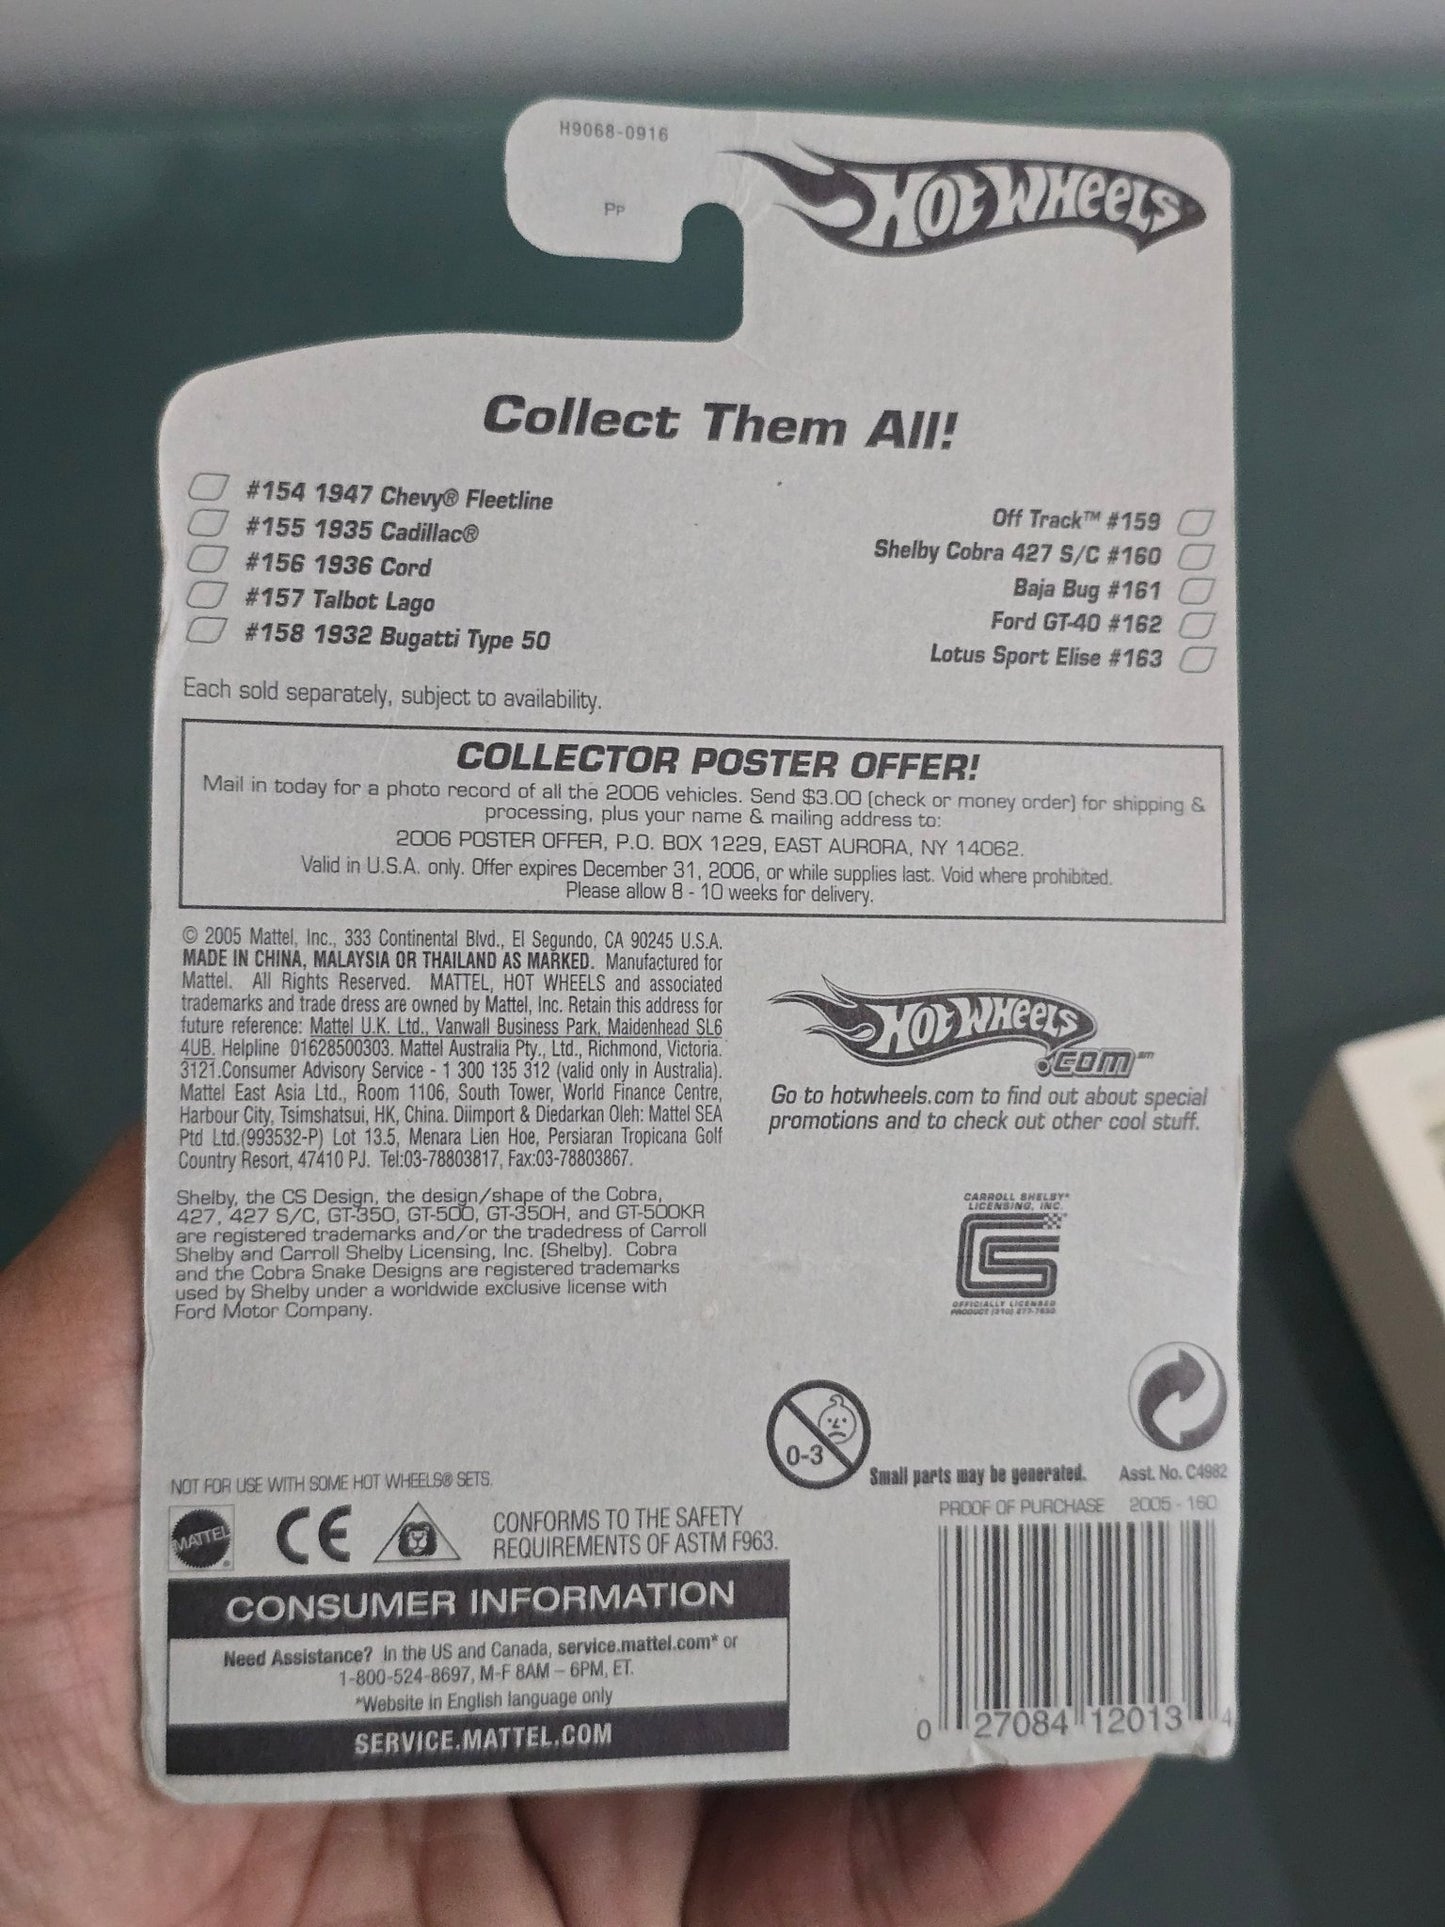 H9068-0916
Pp
HOT WHEELS
Collect Them All!
#154 1947 Chevy® Fleetline
#155 1935 Cadillac®
#156 1936 Cord
#157 Talbot Lago
#158 1932 Bugatti Type 50
Off Track™ #159
Shelby Cobra 427 S/C #160
Baja Bug #161
Ford GT-40 #162
Lotus Sport Elise #163
Each sold separately, subject to availability.
COLLECTOR POSTER OFFER!
Mail in today for a photo record of all the 2006 vehicles. Send $3.00 (check or money order) for shipping &
processing, plus your name & mailing address to:
2006 POSTER OFFER, P.O. BOX 1229, EAST AURORA, NY 14062.
Valid in U.S.A. only. Offer expires December 31, 2006, or while supplies last. Void where prohibited.
Please allow 8 - 10 weeks for delivery.
© 2005 Mattel, Inc., 333 Continental Blvd., El Segundo, CA 90245 U.S.A.
MADE IN CHINA, MALAYSIA OR THAILAND AS MARKED. Manufactured for
Mattel. All Rights Reserved. MATTEL, HOT WHEELS and associated
trademarks and trade dress are owned by Mattel, Inc. Retain this address for
future reference: Mattel U.K. Ltd., Vanwall Business Park, Maidenhead SL6
4UB. Helpline 01628500303. Mattel Australia Pty., Ltd., Richmond, Victoria.
3121.Consumer Advisory Service - 1 300 135 312 (valid only in Australia).
Mattel East Asia Ltd., Room 1106, South Tower, World Finance Centre,
Harbour City, Tsimshatsui, HK, China. Diimport & Diedarkan Oleh: Mattel SEA
Ptd Ltd.(993532-P) Lot 13.5, Menara Lien Hoe, Persiaran Tropicana Golf
Country Resort, 47410 PJ. Tel:03-78803817, Fax:03-78803867.
HOT WHEELS
.COM℠
Go to hotwheels.com to find out about special
promotions and to check out other cool stuff.
Shelby, the CS Design, the design/shape of the Cobra,
427, 427 S/C, GT-350, GT-500, GT-350H, and GT-500KR
are registered trademarks and/or the tradedress of Carroll
Shelby and Carroll Shelby Licensing, Inc. (Shelby). Cobra
and the Cobra Snake Designs are registered trademarks
used by Shelby under a worldwide exclusive license with
Ford Motor Company.
CARROLL SHELBY*
LICENSING, INC.
CS
OFFICIALLY LICENSED
PRODUCT
0-3
Small parts may be generated.
Asst. No. C4982
NOT FOR USE WITH SOME HOT WHEELS® SETS.
MATTEL®
CE
CONFORMS TO THE SAFETY
REQUIREMENTS OF ASTM F963.
PROOF OF PURCHASE 2005 - 160
CONSUMER INFORMATION
Need Assistance? In the US and Canada, service.mattel.com* or
1-800-524-8697, M-F 8AM – 6PM, ET.
*Website in English language only
SERVICE.MATTEL.COM
0 27084 12013 4